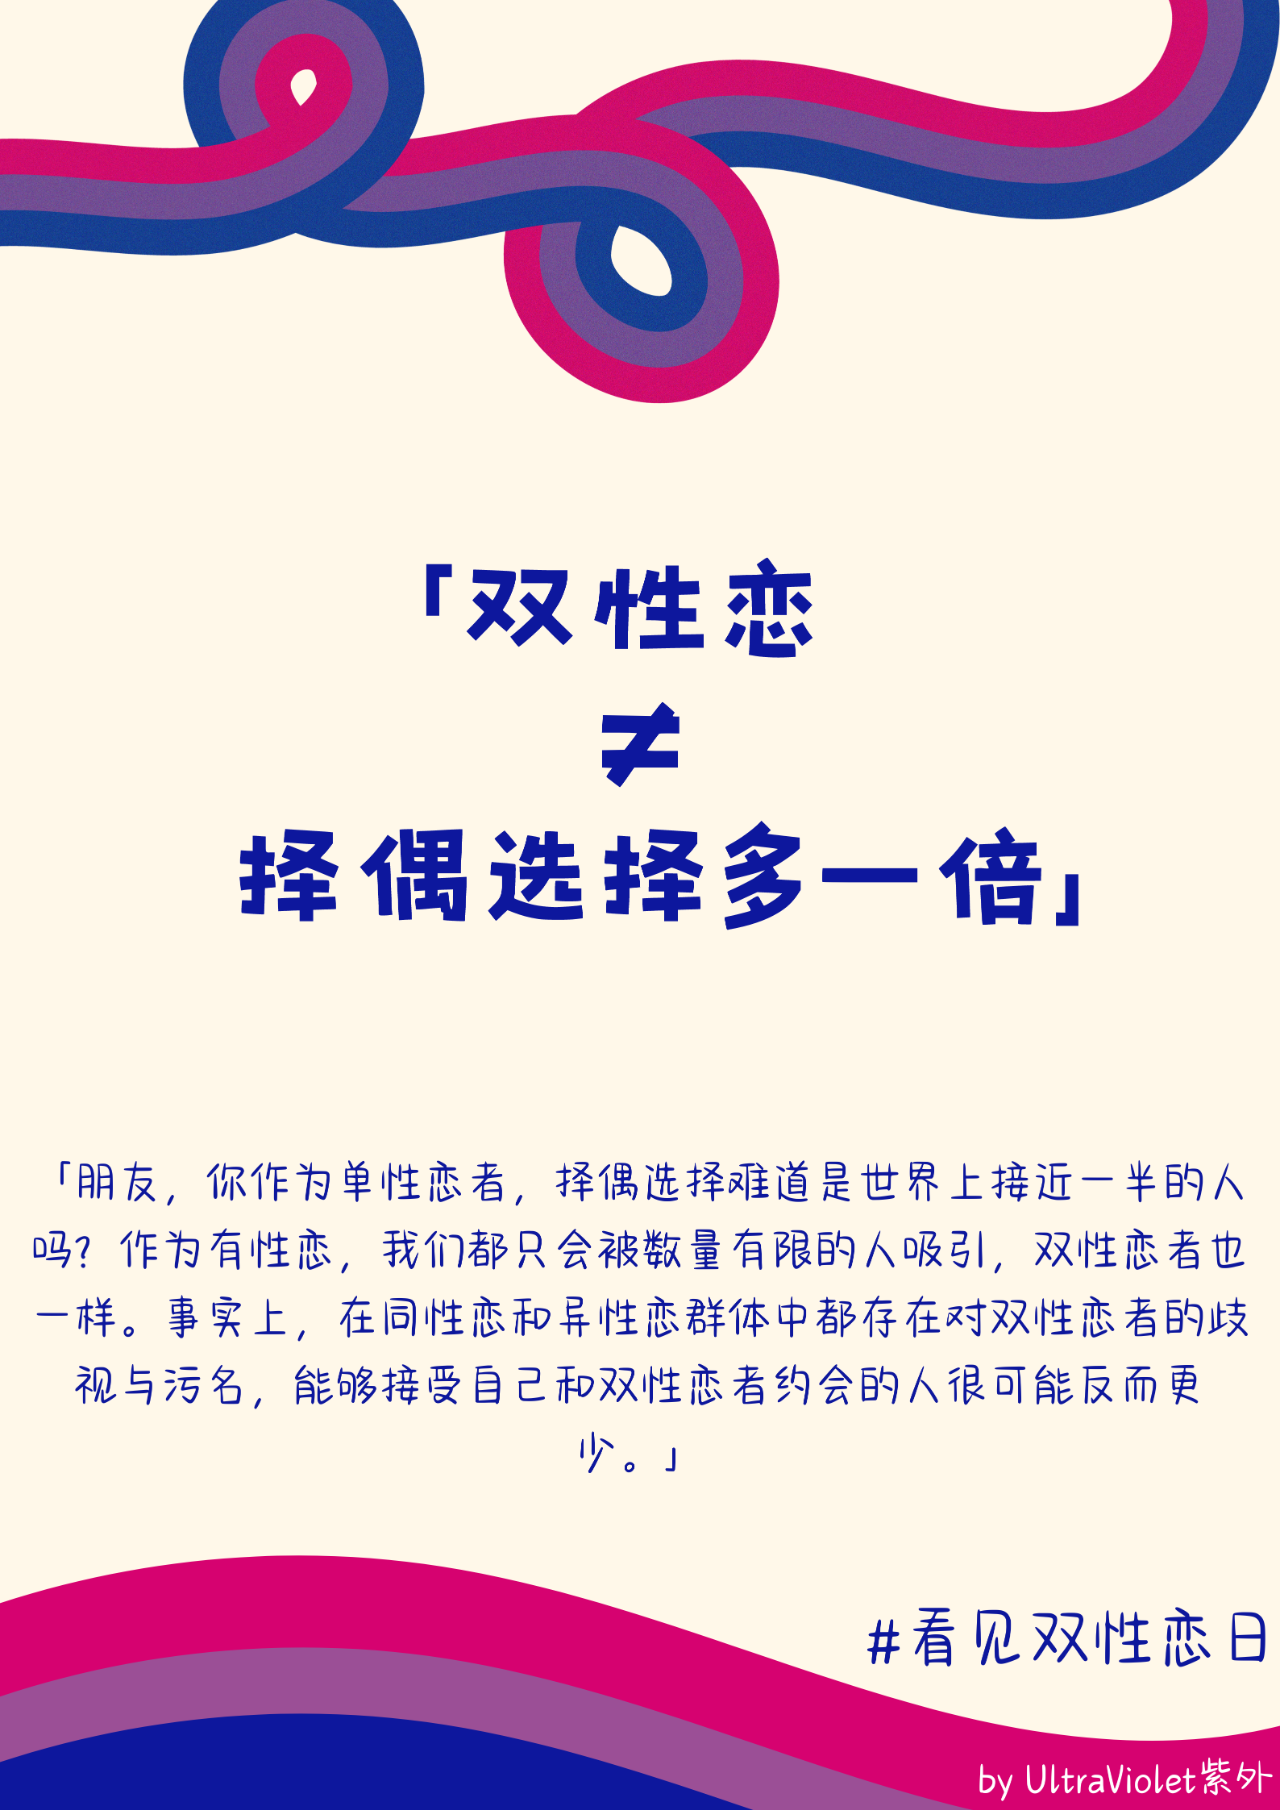 「双性恋
≠
择偶选择多一倍」
「朋友，你作为单性恋者，择偶选择难道是世界上接近一半的人
吗？作为有性恋，我们都只会被数量有限的人吸引，双性恋者也
一样。事实上，在同性恋和异性恋群体中都存在对双性恋者的歧
视与污名，能够接受自己和双性恋者约会的人很可能反而更
少。」
#看见双性恋日
by UltraViolet紫外